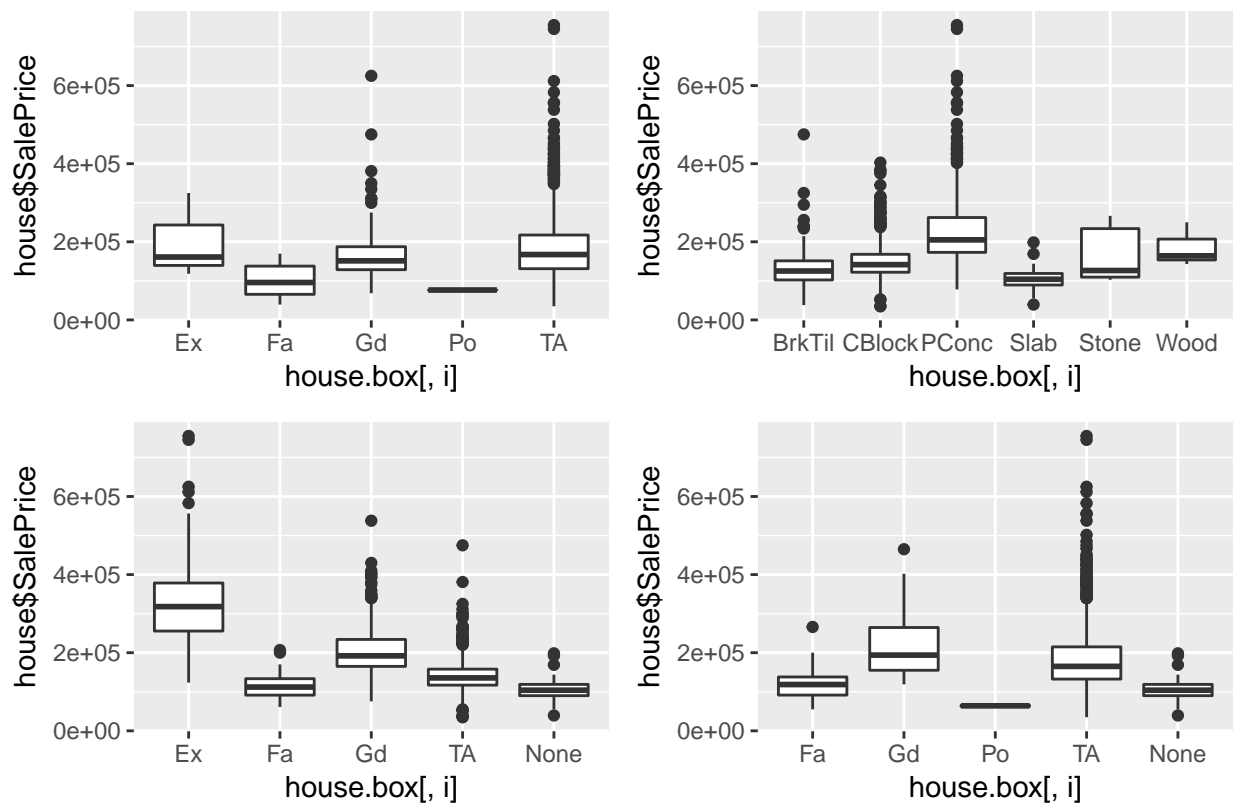 house$SalePrice
6e+05
4e+05
2e+05
0e+00
Ex Fa Gd Po TA
house.box[, i]
house$SalePrice
6e+05
4e+05
2e+05
0e+00
BrkTil CBlock PConc Slab Stone Wood
house.box[, i]
house$SalePrice
6e+05
4e+05
2e+05
0e+00
Ex Fa Gd TA None
house.box[, i]
house$SalePrice
6e+05
4e+05
2e+05
0e+00
Fa Gd Po TA None
house.box[, i]